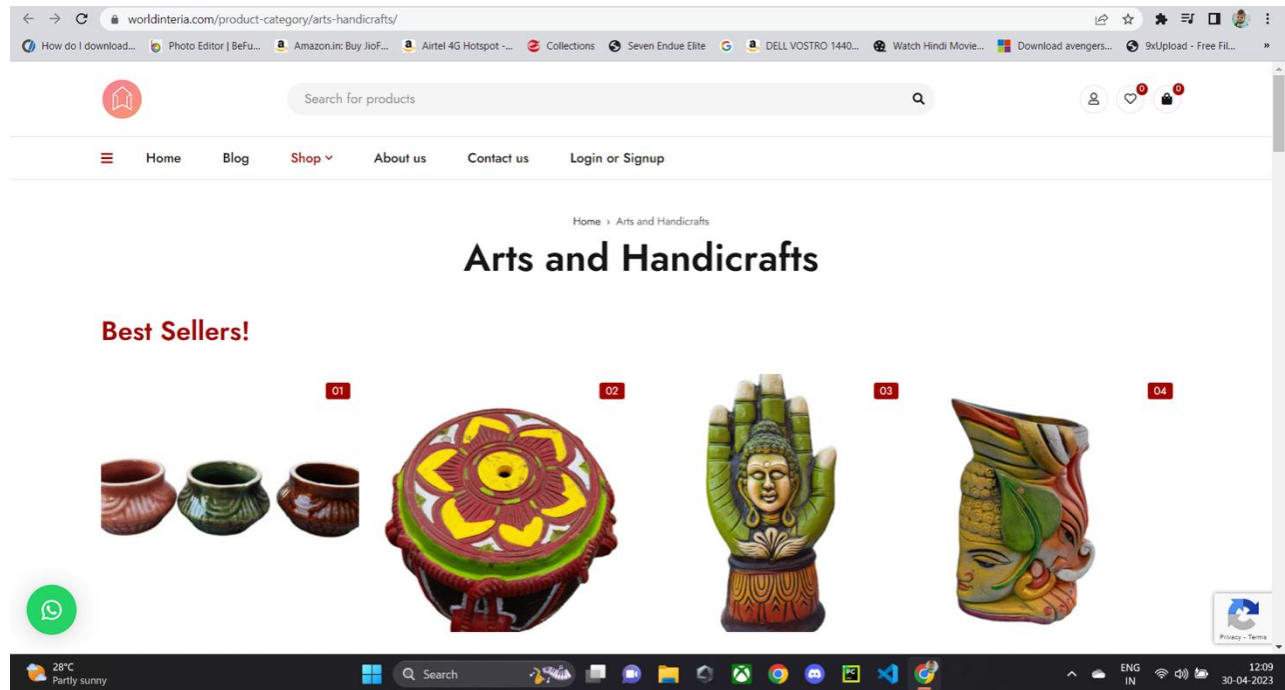 worldinteria.com/product-category/arts-handicrafts/
How do I download... Photo Editor | BeFu... Amazon.in: Buy JioF... Airtel 4G Hotspot -... Collections Seven Endue Elite DELL VOSTRO 1440... Watch Hindi Movie... Download avengers... 9xUpload - Free Fil... »
Search for products 0 0
Home Blog Shop About us Contact us Login or Signup
Home › Arts and Handicrafts
Arts and Handicrafts
Best Sellers!
01 02 03 04
Privacy - Terms
28°C
Partly sunny
Search
PC
ENG
IN
12:09
30-04-2023